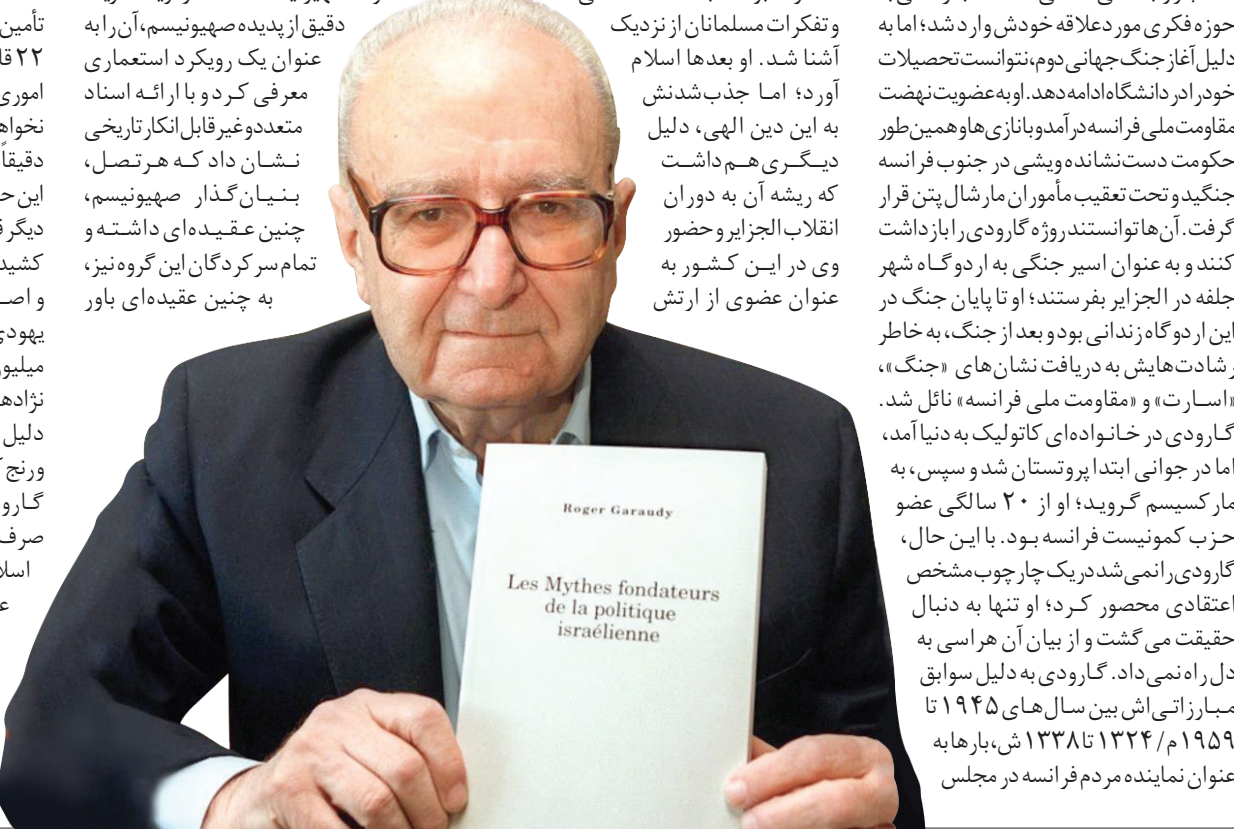 حوزه فکری مورد علاقه خودش وارد شد؛ اما به
دلیل آغاز جنگ جهانی دوم، نتوانست تحصیلات
خود را در دانشگاه ادامه دهد. او به عضویت نهضت
مقاومت ملی فرانسه درآمد و با نازی‌ها و همین‌طور
حکومت دست‌نشانده ویشی در جنوب فرانسه
جنگید و تحت تعقیب مأموران مارشال پتن قرار
گرفت. آن‌ها توانستند روژه گارودی را بازداشت
کنند و به عنوان اسیر جنگی به اردوگاه شهر
جلفه در الجزایر بفرستند؛ او تا پایان جنگ در
این اردوگاه زندانی بود و بعد از جنگ، به خاطر
رشادت‌هایش به دریافت نشان‌های «جنگ»،
«اسارت» و «مقاومت ملی فرانسه» نائل شد.
گارودی در خانواده‌ای کاتولیک به دنیا آمد،
اما در جوانی ابتدا پروتستان شد و سپس، به
مارکسیسم گروید؛ او از ۲۰ سالگی عضو
حزب کمونیست فرانسه بود. با این حال،
گارودی را نمی‌شد در یک چارچوب مشخص
اعتقادی محصور کرد؛ او تنها به دنبال
حقیقت می‌گشت و از بیان آن هراسی به
دل راه نمی‌داد. گارودی به دلیل سوابق
مبارزاتی‌اش بین سال‌های ۱۹۴۵ تا
۱۹۵۹م/ ۱۳۲۴ تا ۱۳۳۸ش، بارها به
عنوان نماینده مردم فرانسه در مجلس
و تفکرات مسلمانان از نزدیک
آشنا شد. او بعدها اسلام
آورد؛ اما جذب‌شدنش
به این دین الهی، دلیل
دیگری هم داشت
که ریشه آن به دوران
انقلاب الجزایر و حضور
وی در این کشور به
عنوان عضوی از ارتش
دقیق از پدیده صهیونیسم، آن را به
عنوان یک رویکرد استعماری
معرفی کرد و با ارائه اسناد
متعدد و غیرقابل انکار تاریخی
نشان داد که هرتصل،
بنیان‌گذار صهیونیسم،
چنین عقیده‌ای داشته و
تمام سرکردگان این گروه نیز،
به چنین عقیده‌ای باور
Roger Garaudy
Les Mythes fondateurs
de la politique
israélienne
تأمین
۲۲
اموری
دقیقاً
این
دیگر
کشید
و
دلیل